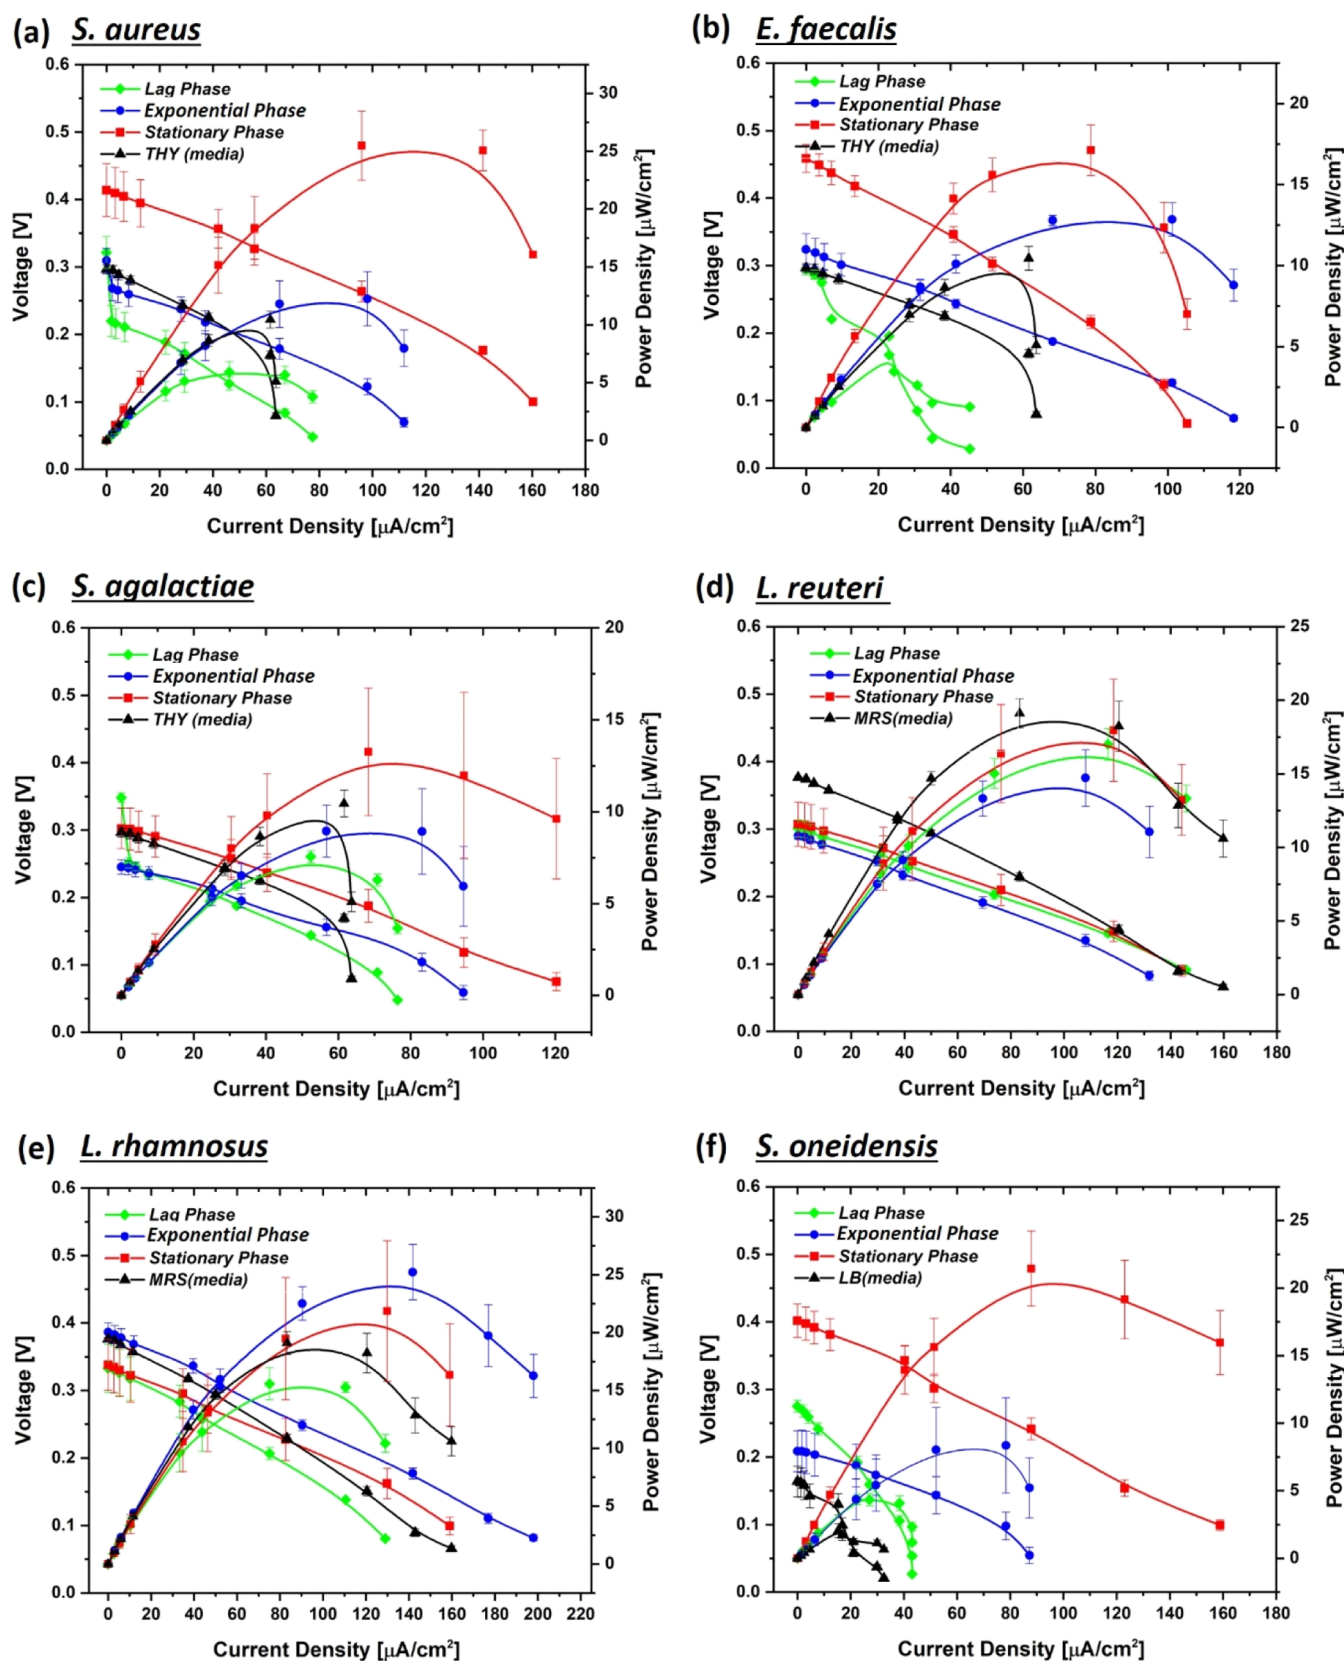 (a) S. aureus
0.6
0.5
0.4
0.3
0.2
0.1
0.0
Voltage [V]
Lag Phase
Exponential Phase
Stationary Phase
THY (media)
30
25
20
15
10
5
0
Power Density [µW/cm²]
0 20 40 60 80 100 120 140 160 180
Current Density [µA/cm²]
(b) E. faecalis
0.6
0.5
0.4
0.3
0.2
0.1
0.0
Voltage [V]
Lag Phase
Exponential Phase
Stationary Phase
THY (media)
20
15
10
5
0
Power Density [µW/cm²]
0 20 40 60 80 100 120
Current Density [µA/cm²]
(c) S. agalactiae
0.6
0.5
0.4
0.3
0.2
0.1
0.0
Voltage [V]
Lag Phase
Exponential Phase
Stationary Phase
THY (media)
20
15
10
5
0
Power Density [µW/cm²]
0 20 40 60 80 100 120
Current Density [µA/cm²]
(d) L. reuteri
0.6
0.5
0.4
0.3
0.2
0.1
0.0
Voltage [V]
Lag Phase
Exponential Phase
Stationary Phase
MRS(media)
25
20
15
10
5
0
Power Density [µW/cm²]
0 20 40 60 80 100 120 140 160 180
Current Density [µA/cm²]
(e) L. rhamnosus
0.6
0.5
0.4
0.3
0.2
0.1
0.0
Voltage [V]
Lag Phase
Exponential Phase
Stationary Phase
MRS(media)
30
25
20
15
10
5
0
Power Density [µW/cm²]
0 20 40 60 80 100 120 140 160 180 200 220
Current Density [µA/cm²]
(f) S. oneidensis
0.6
0.5
0.4
0.3
0.2
0.1
0.0
Voltage [V]
Lag Phase
Exponential Phase
Stationary Phase
LB(media)
25
20
15
10
5
0
Power Density [µW/cm²]
0 20 40 60 80 100 120 140 160 180
Current Density [µA/cm²]